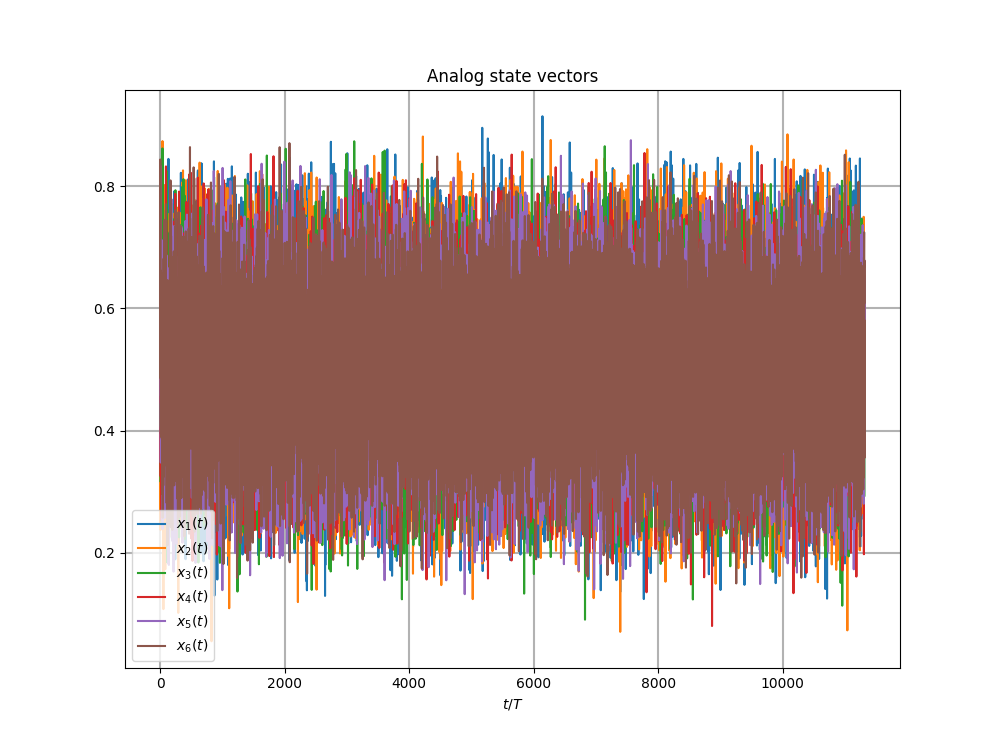 Analog state vectors
0.8
0.6
0.4
0.2
x₁(t)
x₂(t)
x₃(t)
x₄(t)
x₅(t)
x₆(t)
0 2000 4000 6000 8000 10000
t/T